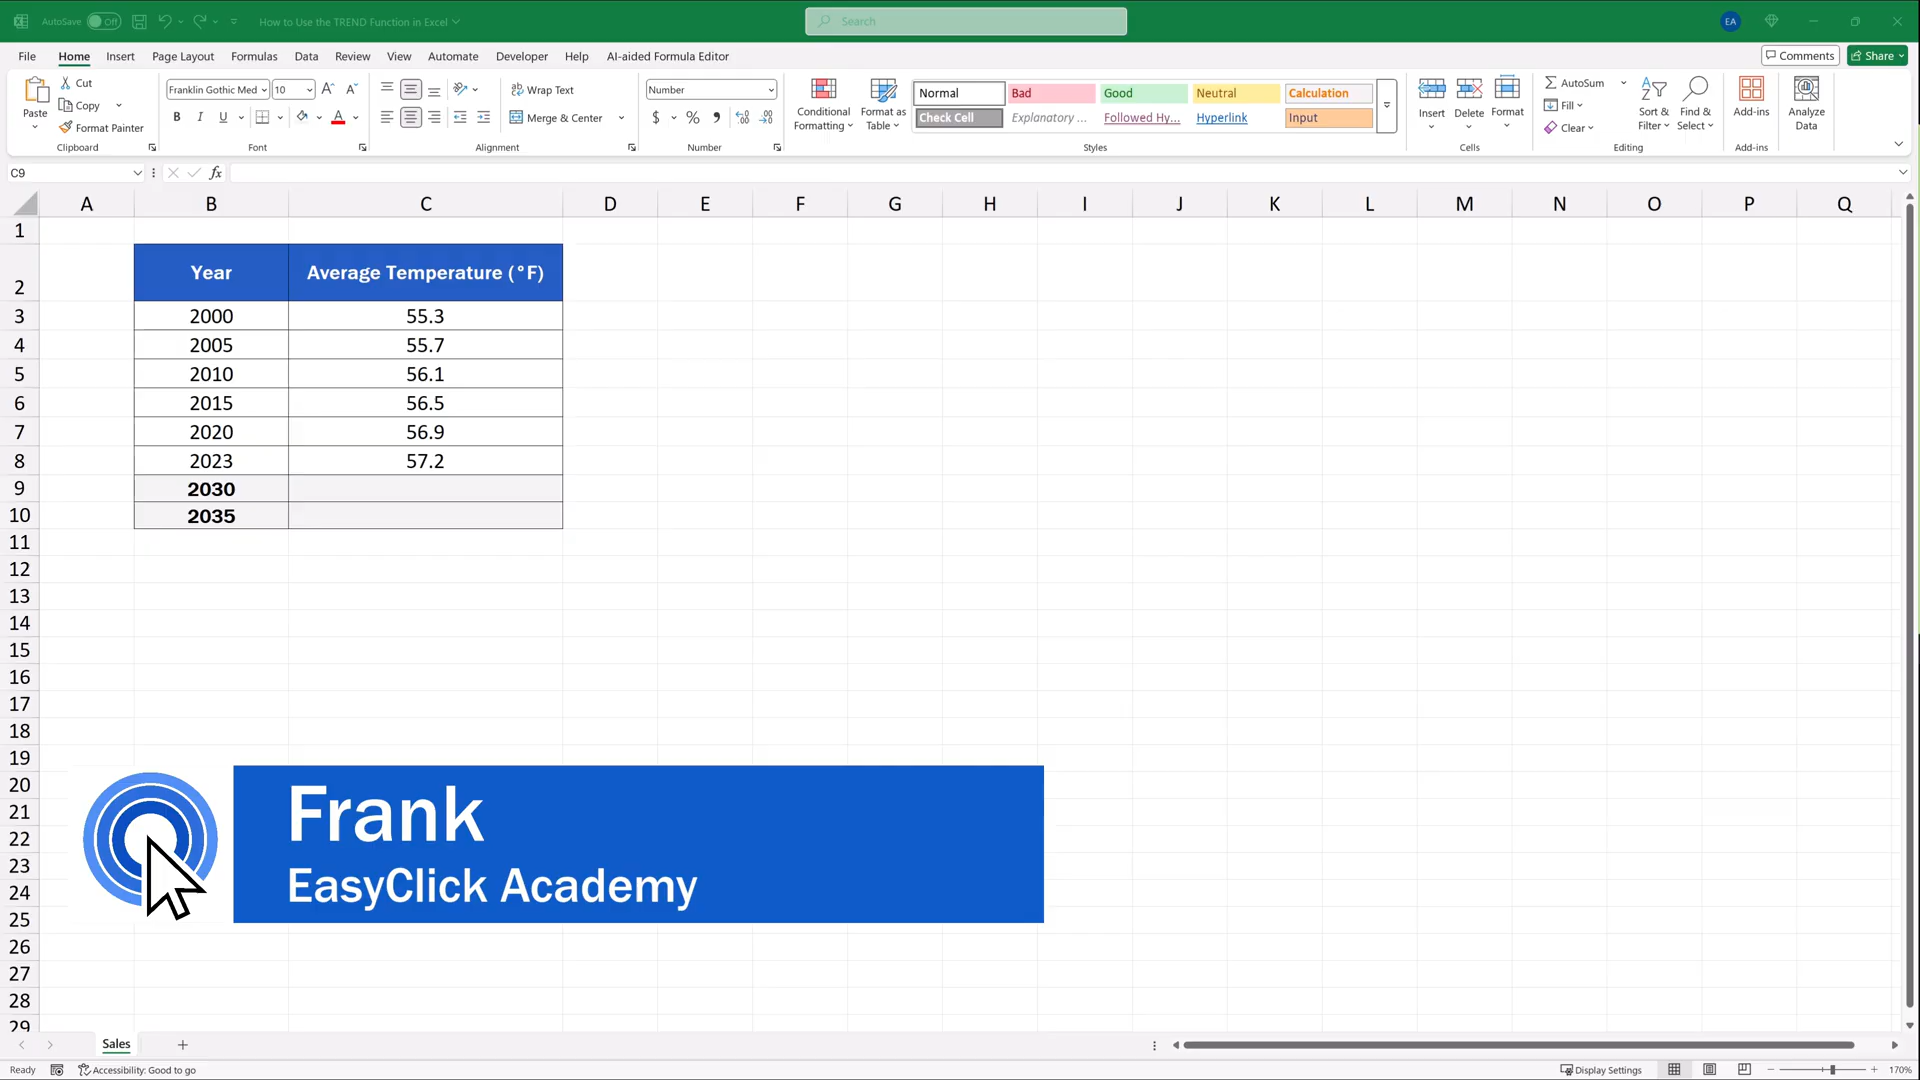 AutoSave Off How to Use the TREND Function in Excel Search EA
File Home Insert Page Layout Formulas Data Review View Automate Developer Help AI-aided Formula Editor Comments Share
Paste Cut Copy Format Painter Clipboard
Franklin Gothic Med 10 B I U A Font
Wrap Text Merge & Center Alignment
Number $ % Number
Conditional Formatting Format as Table
Normal Bad Good Neutral Calculation
Check Cell Explanatory ... Followed Hy... Hyperlink Input
Styles
Insert Delete Format Cells
AutoSum Fill Clear Sort & Filter Find & Select Editing
Add-ins Add-ins
Analyze Data
C9 fx
A B C D E F G H I J K L M N O P Q
1
2 Year Average Temperature (°F)
3 2000 55.3
4 2005 55.7
5 2010 56.1
6 2015 56.5
7 2020 56.9
8 2023 57.2
9 2030
10 2035
11
12
13
14
15
16
17
18
19
20
21
22
23
24
25
26
27
28
29
Frank
EasyClick Academy
Sales
Ready Accessibility: Good to go Display Settings 170%